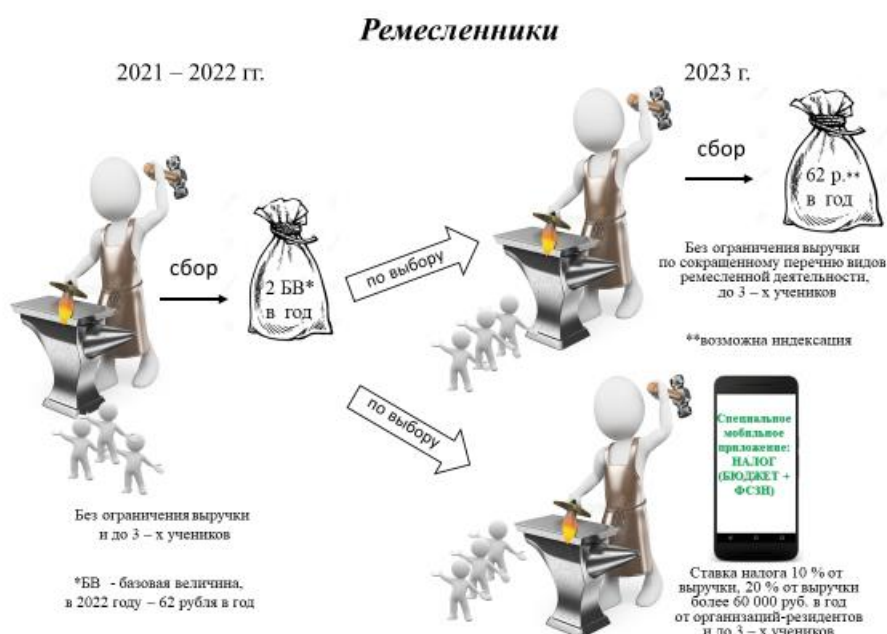 Ремесленники
2021 – 2022 гг.
сбор
2 БВ*
в год
Без ограничения выручки
и до 3 – х учеников
*БВ - базовая величина,
в 2022 году – 62 рубля в год
по выбору
по выбору
2023 г.
сбор
62 р.**
в год
Без ограничения выручки
по сокращенному перечню видов
ремесленной деятельности,
до 3 – х учеников
**возможна индексация
Специальное
мобильное
приложение:
НАЛОГ
(БЮДЖЕТ +
ФСЗН)
Ставка налога 10 % от
выручки, 20 % от выручки
более 60 000 руб. в год
от организаций-резидентов
и до 3 – х учеников